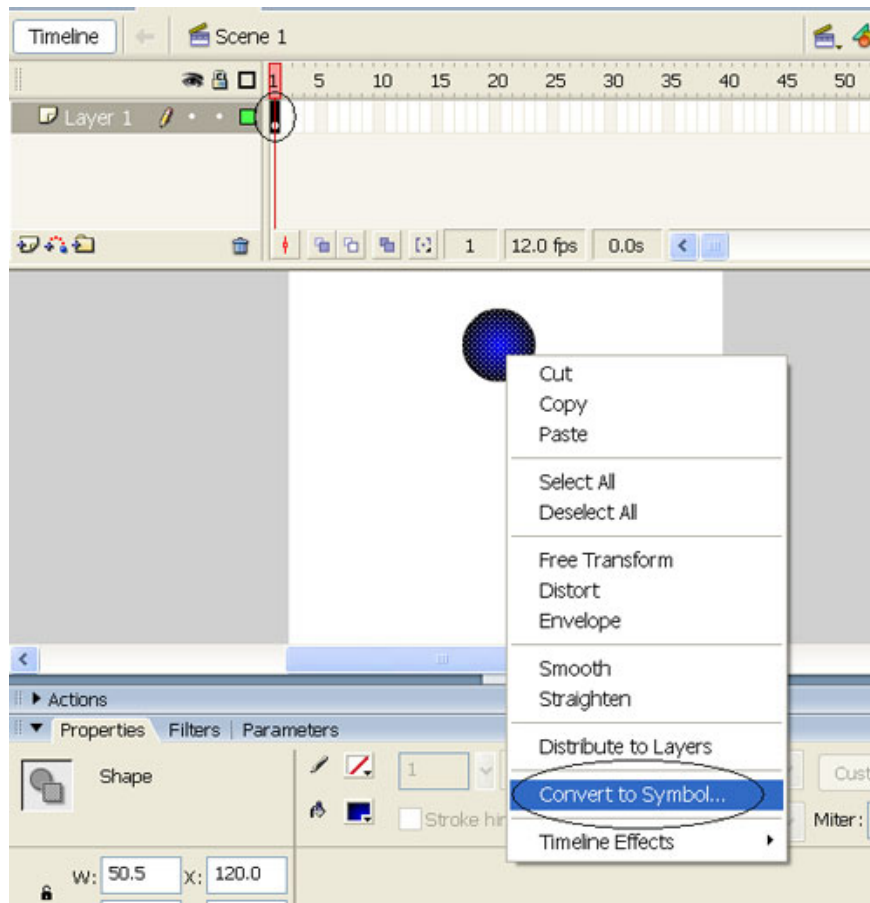 Timeline Scene 1
1 5 10 15 20 25 30 35 40 45 50
Layer 1
1 12.0 fps 0.0s
Cut
Copy
Paste
Select All
Deselect All
Free Transform
Distort
Envelope
Smooth
Straighten
Distribute to Layers
Convert to Symbol...
Timeline Effects
Actions
Properties Filters Parameters
Shape
1
Cust
Stroke hin
Miter:
W: 50.5 X: 120.0